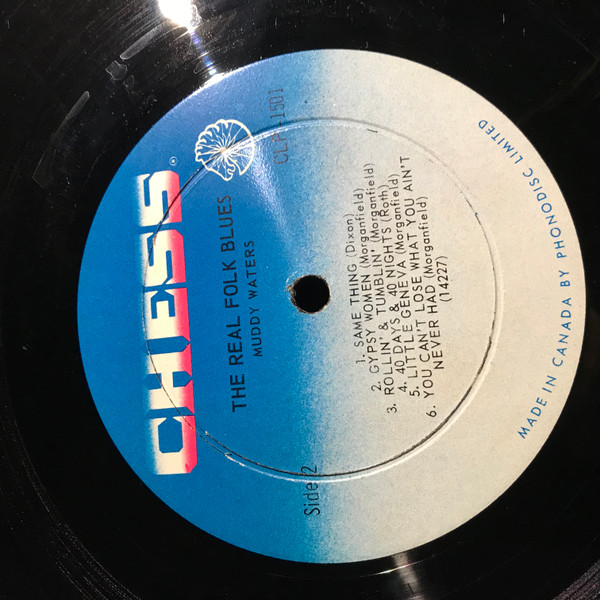 CHESS®
THE REAL FOLK BLUES
MUDDY WATERS
Side 2
1. SAME THING (Dixon)
2. GYPSY WOMEN (Morganfield)
3. ROLLIN' & TUMBLIN' (Morganfield)
4. 40 DAYS & 40 NIGHTS (Roth)
5. LITTLE GENEVA (Morganfield)
6. YOU CAN'T LOSE WHAT YOU AIN'T
NEVER HAD (Morganfield)
(14227)
MADE IN CANADA BY PHONODISC LIMITED